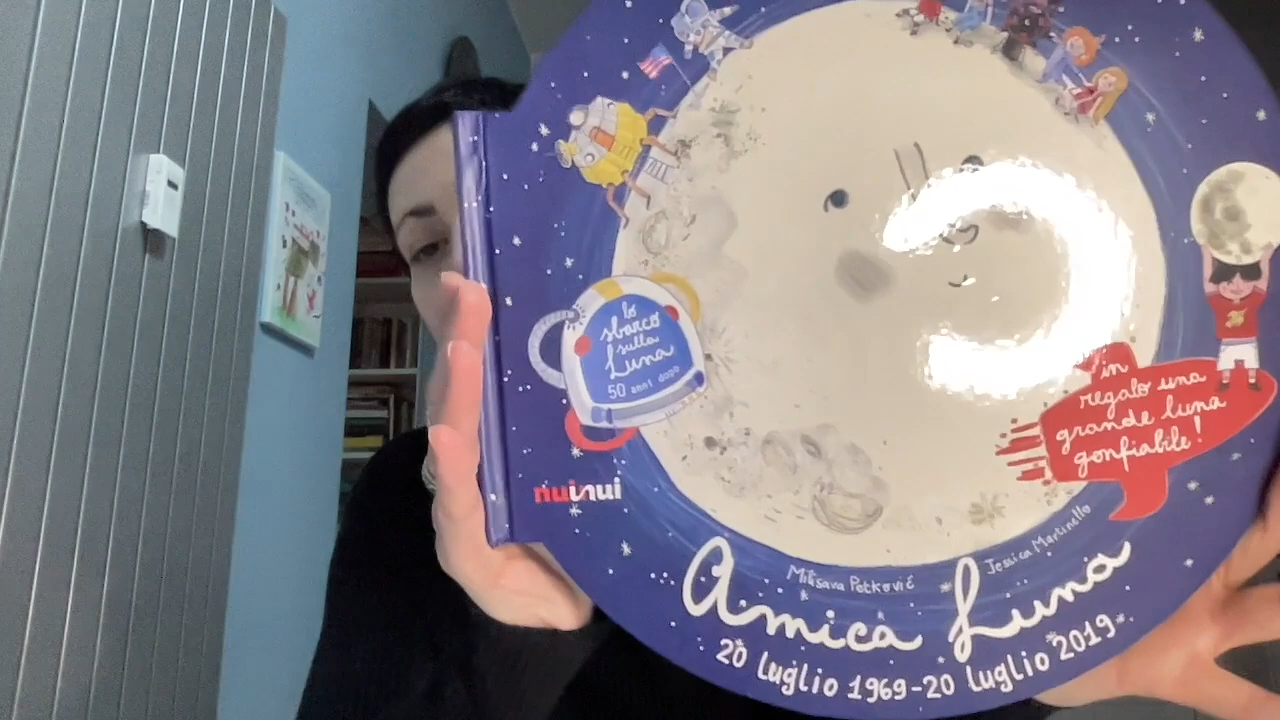 lo
sbarco
sulla
Luna
50 anni dopo
in
regalo una
grande luna
gonfiabile!
nuinui
Milisava Petković
Jessica Martinello
Amica Luna
20 luglio 1969-20 luglio 2019